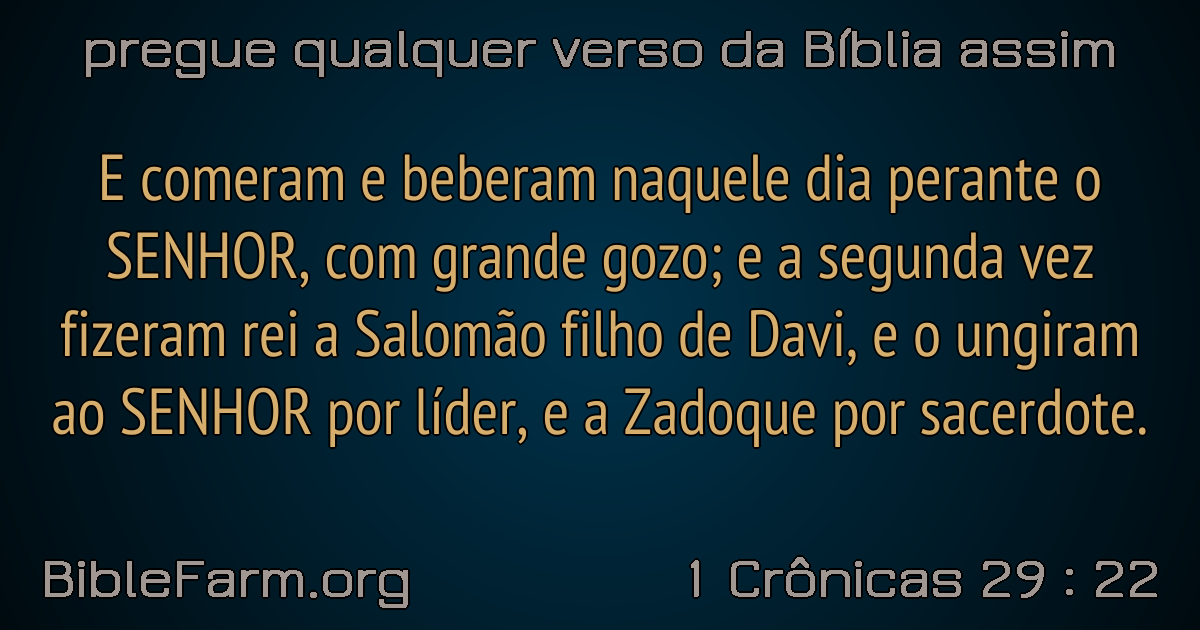 pregue qualquer verso da Bíblia assim
E comeram e beberam naquele dia perante o
SENHOR, com grande gozo; e a segunda vez
fizeram rei a Salomão filho de Davi, e o ungiram
ao SENHOR por líder, e a Zadoque por sacerdote.
BibleFarm.org
1 Crônicas 29 : 22